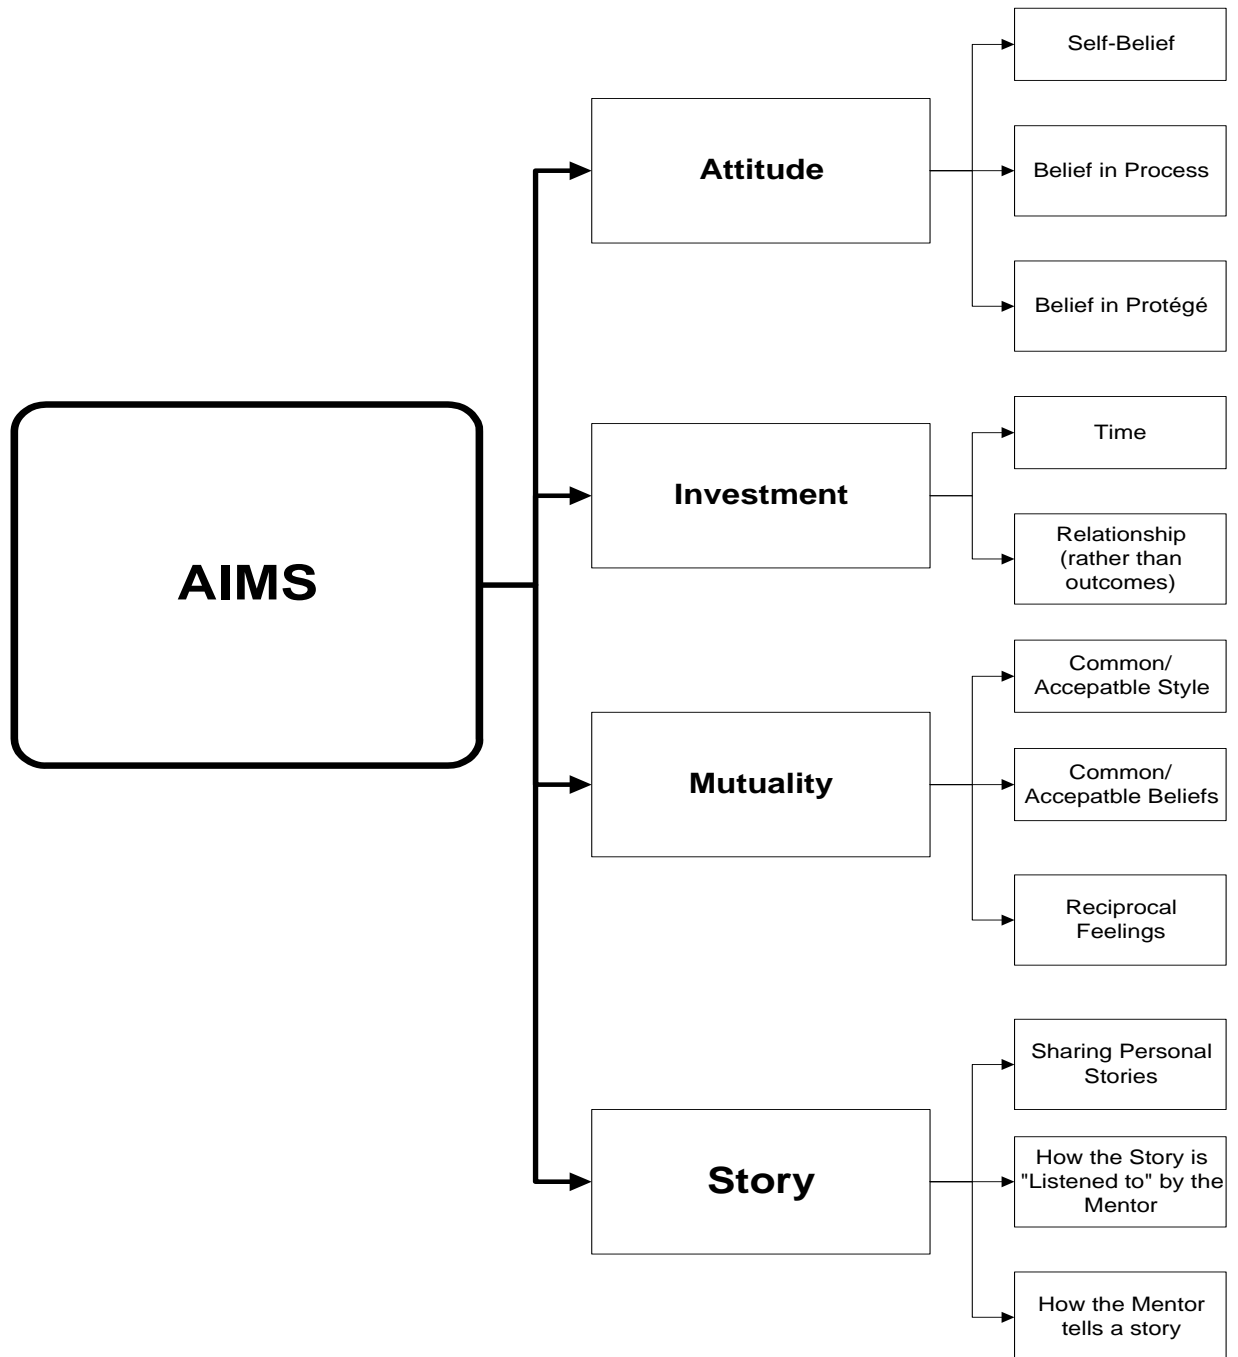 AIMS
Attitude
Self-Belief
Belief in Process
Belief in Protégé
Investment
Time
Relationship
(rather than
outcomes)
Mutuality
Common/
Accepatble Style
Common/
Accepatble Beliefs
Reciprocal
Feelings
Story
Sharing Personal
Stories
How the Story is
"Listened to" by the
Mentor
How the Mentor
tells a story